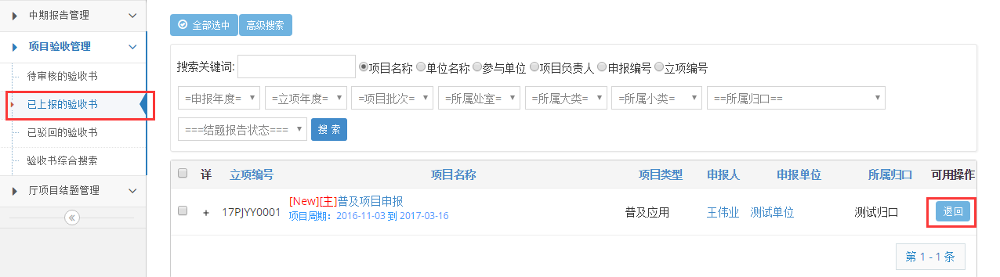 中期报告管理
项目验收管理
待审核的验收书
已上报的验收书
已驳回的验收书
验收书综合搜索
厅项目结题管理
全部选中 高级搜索
搜索关键词: 项目名称 单位名称 参与单位 项目负责人 申报编号 立项编号
=申报年度= =立项年度= =项目批次= =所属处室= =所属大类= =所属小类= ==所属归口==
===结题报告状态=== 搜 索
详 立项编号 项目名称 项目类型 申报人 申报单位 所属归口 可用操作
+ 17PJYY0001 [New][主]普及项目申报 普及应用 王伟业 测试单位 测试归口 退回
项目周期：2016-11-03 到 2017-03-16
第 1 - 1 条